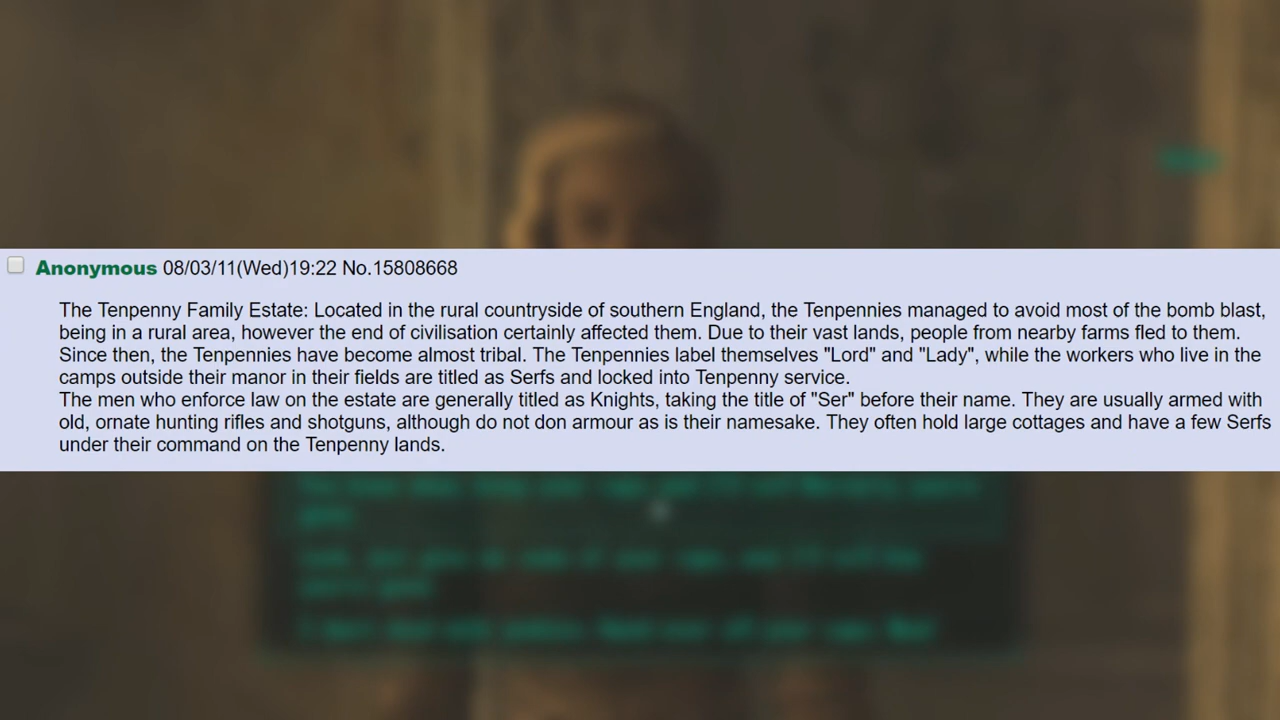 Anonymous 08/03/11(Wed)19:22 No.15808668
The Tenpenny Family Estate: Located in the rural countryside of southern England, the Tenpennies managed to avoid most of the bomb blast,
being in a rural area, however the end of civilisation certainly affected them. Due to their vast lands, people from nearby farms fled to them.
Since then, the Tenpennies have become almost tribal. The Tenpennies label themselves "Lord" and "Lady", while the workers who live in the
camps outside their manor in their fields are titled as Serfs and locked into Tenpenny service.
The men who enforce law on the estate are generally titled as Knights, taking the title of "Ser" before their name. They are usually armed with
old, ornate hunting rifles and shotguns, although do not don armour as is their namesake. They often hold large cottages and have a few Serfs
under their command on the Tenpenny lands.